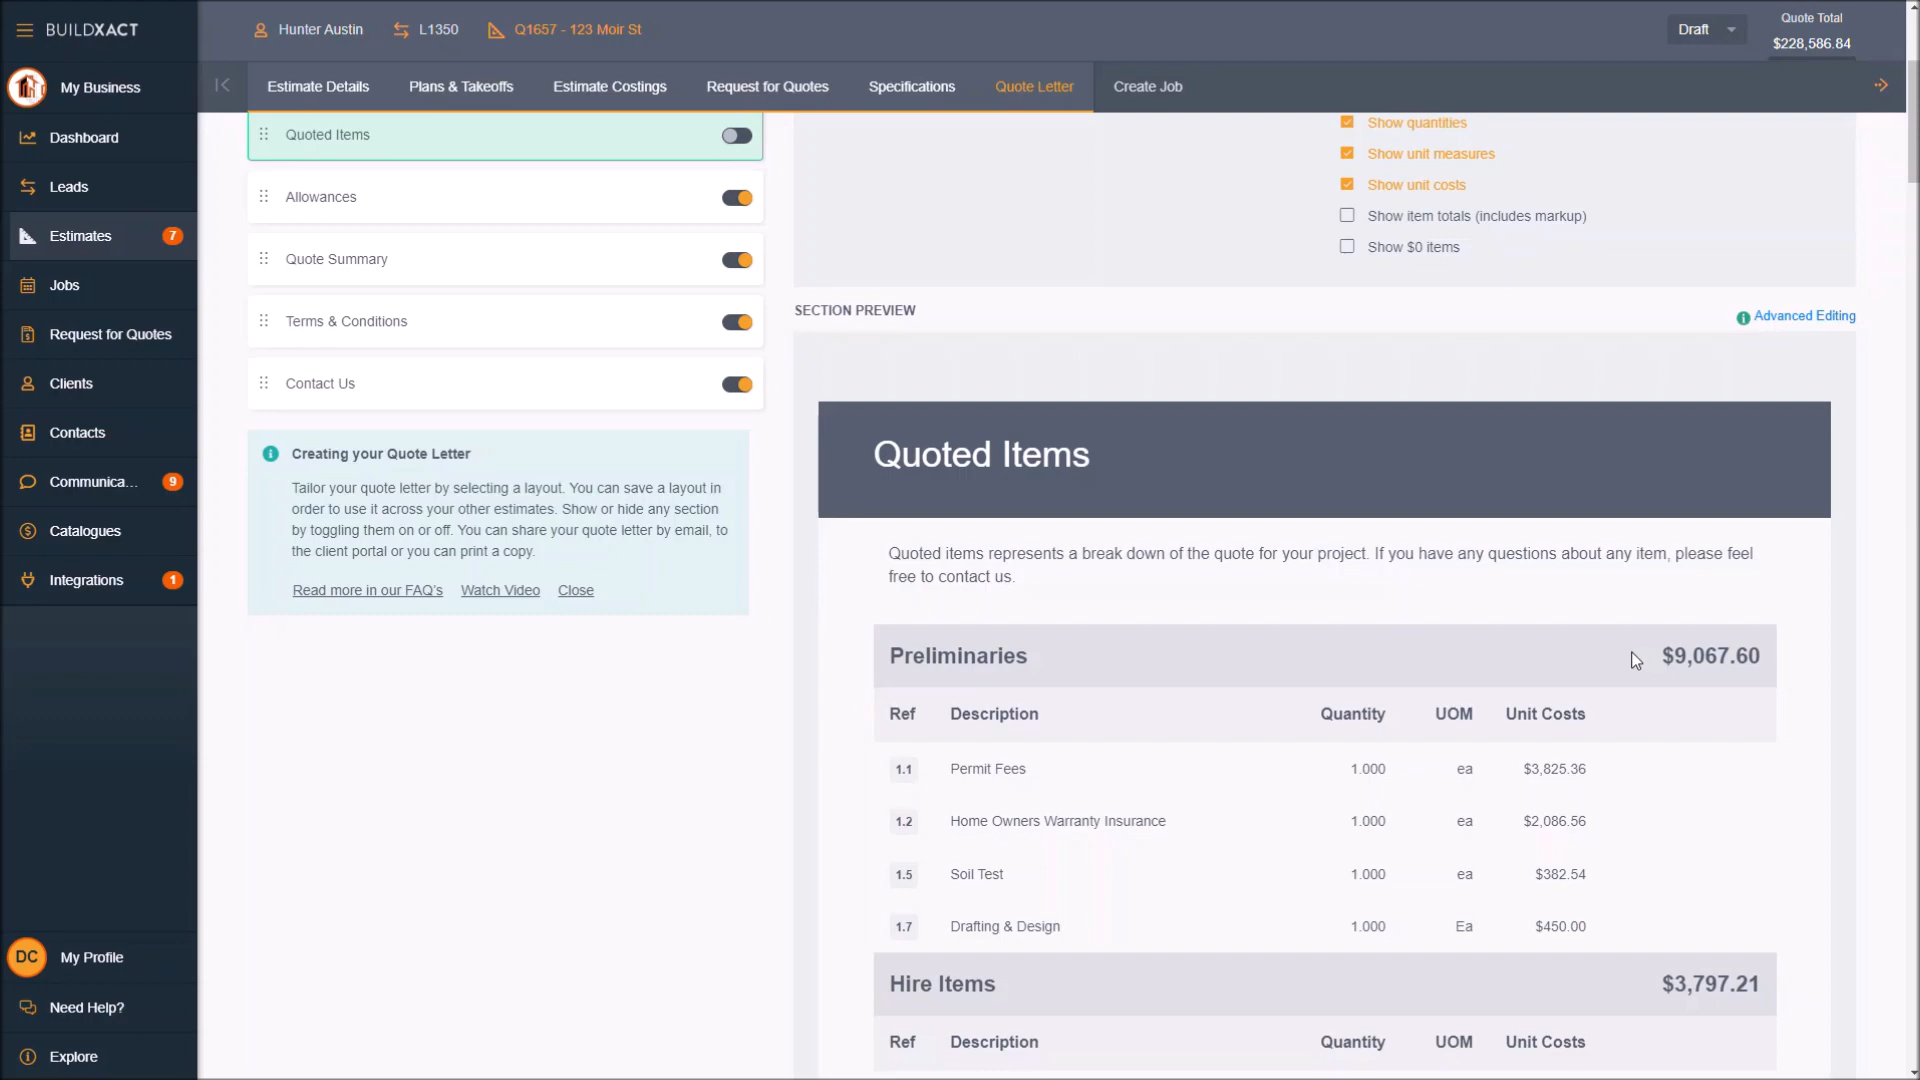 BUILDXACT
Hunter Austin
L1350
Q1657 - 123 Moir St
Draft
Quote Total
$228,586.84
My Business
Estimate Details
Plans & Takeoffs
Estimate Costings
Request for Quotes
Specifications
Quote Letter
Create Job
Dashboard
Leads
Estimates
7
Jobs
Request for Quotes
Clients
Contacts
Communica...
9
Catalogues
Integrations
1
DC
My Profile
Need Help?
Explore
Quoted Items
Allowances
Quote Summary
Terms & Conditions
Contact Us
Creating your Quote Letter
Tailor your quote letter by selecting a layout. You can save a layout in
order to use it across your other estimates. Show or hide any section
by toggling them on or off. You can share your quote letter by email, to
the client portal or you can print a copy.
Read more in our FAQ's
Watch Video
Close
Show quantities
Show unit measures
Show unit costs
Show item totals (includes markup)
Show $0 items
SECTION PREVIEW
Advanced Editing
Quoted Items
Quoted items represents a break down of the quote for your project. If you have any questions about any item, please feel
free to contact us.
Preliminaries $9,067.60
Ref Description Quantity UOM Unit Costs
1.1 Permit Fees 1.000 ea $3,825.36
1.2 Home Owners Warranty Insurance 1.000 ea $2,086.56
1.5 Soil Test 1.000 ea $382.54
1.7 Drafting & Design 1.000 Ea $450.00
Hire Items $3,797.21
Ref Description Quantity UOM Unit Costs